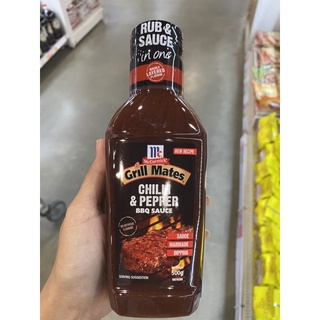 RUB &
SAUCE
in one
LAYERED
McCormick
NEW RECIPE
Grill Mates
CHILLI
& PEPPER
BBQ SAUCE
SAUCE
MARINADE
DIPPING
500g
SERVING SUGGESTION